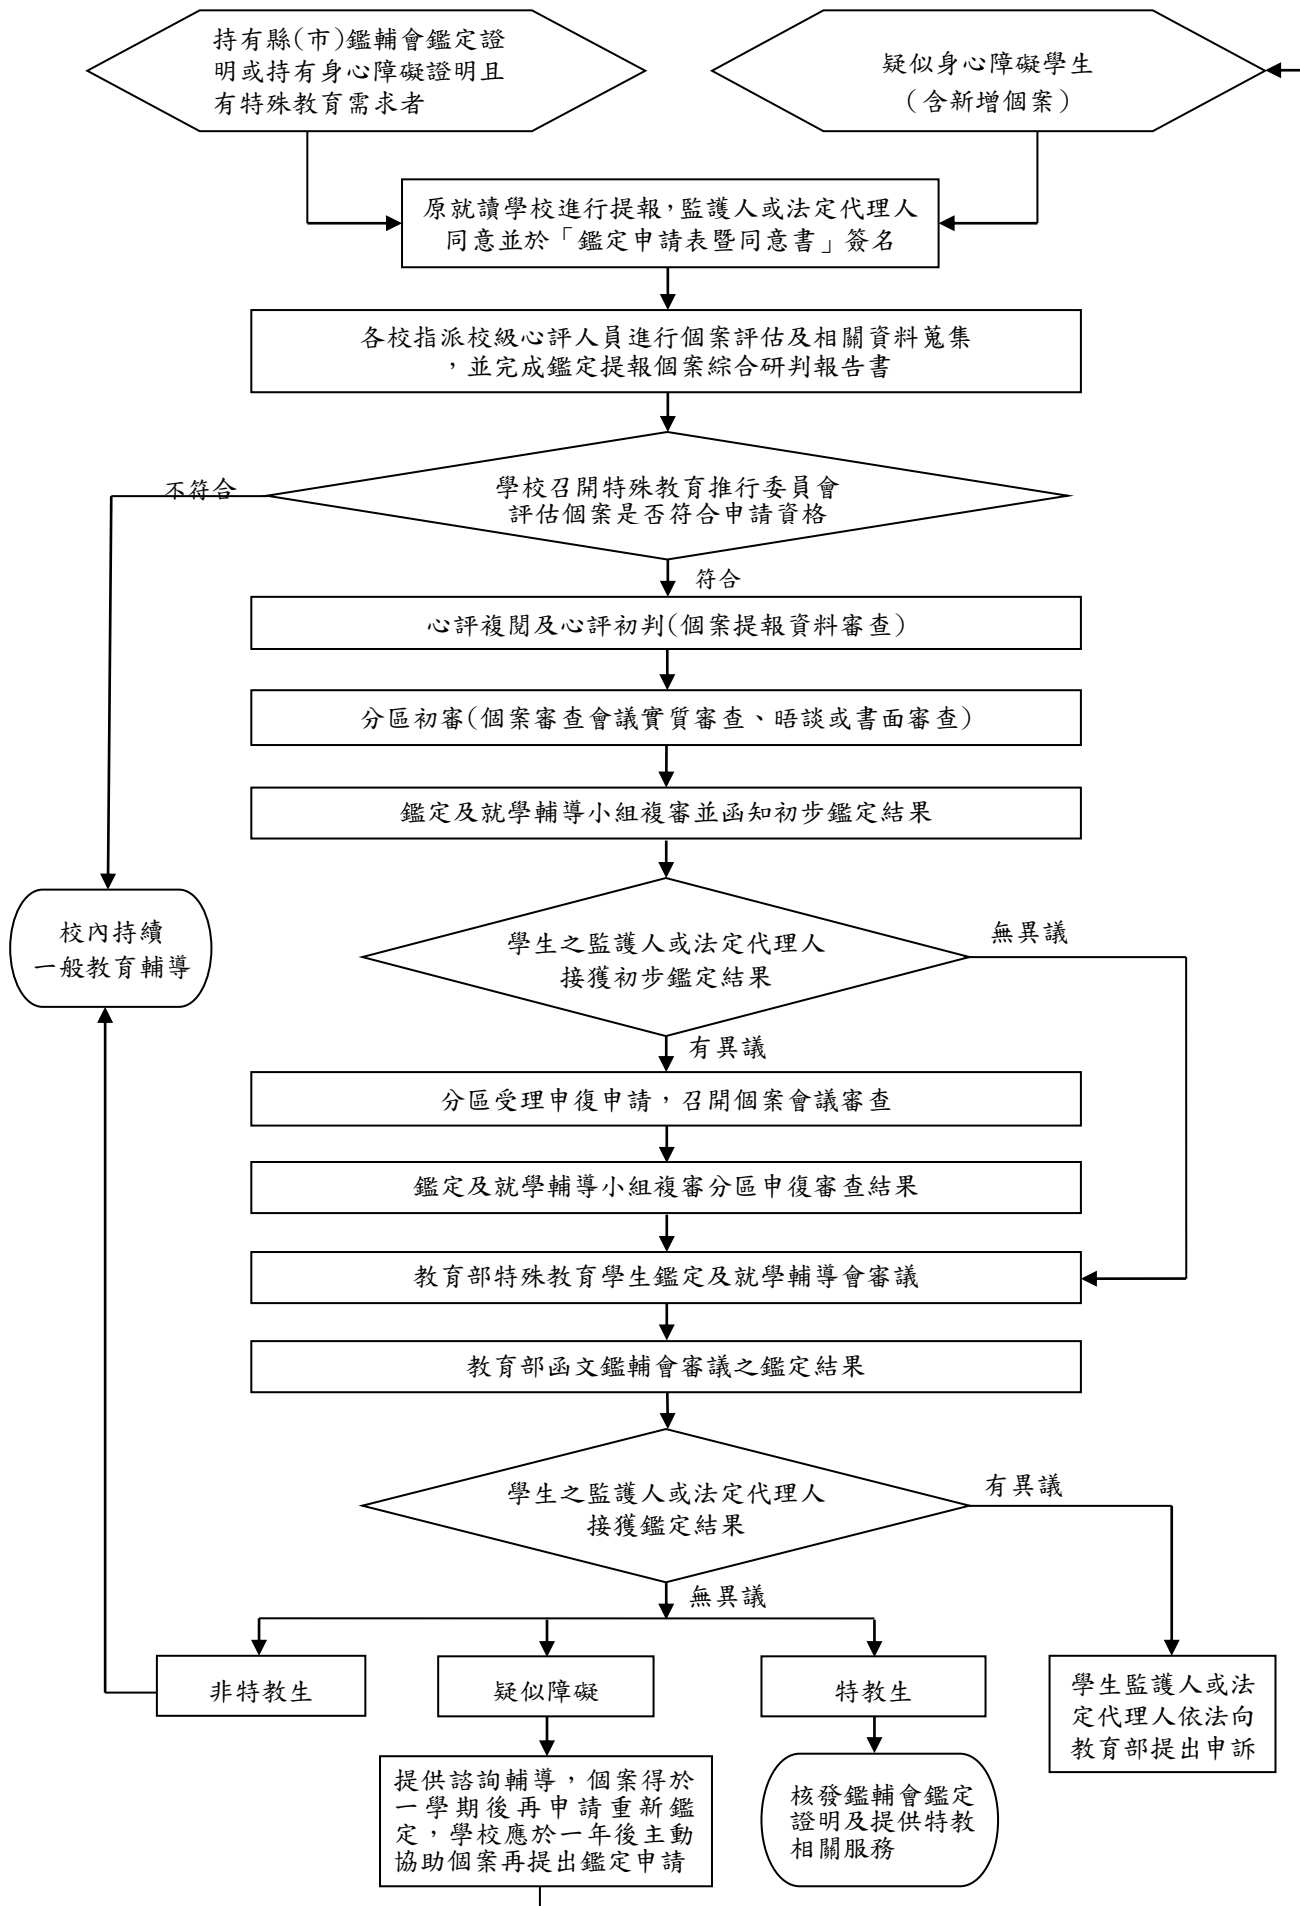 持有縣(市)鑑輔會鑑定證
明或持有身心障礙證明且
有特殊教育需求者
疑似身心障礙學生
(含新增個案)
原就讀學校進行提報,監護人或法定代理人
同意並於「鑑定申請表暨同意書」簽名
各校指派校級心評人員進行個案評估及相關資料蒐集
,並完成鑑定提報個案綜合研判報告書
不符合
學校召開特殊教育推行委員會
評估個案是否符合申請資格
符合
心評複閱及心評初判(個案提報資料審查)
分區初審(個案審查會議實質審查、晤談或書面審查)
鑑定及就學輔導小組複審並函知初步鑑定結果
校內持續
一般教育輔導
學生之監護人或法定代理人
接獲初步鑑定結果
無異議
有異議
分區受理申復申請,召開個案會議審查
鑑定及就學輔導小組複審分區申復審查結果
教育部特殊教育學生鑑定及就學輔導會審議
教育部函文鑑輔會審議之鑑定結果
學生之監護人或法定代理人
接獲鑑定結果
有異議
無異議
非特教生
疑似障礙
特教生
學生監護人或法
定代理人依法向
教育部提出申訴
提供諮詢輔導,個案得於
一學期後再申請重新鑑
定,學校應於一年後主動
協助個案再提出鑑定申請
核發鑑輔會鑑定
證明及提供特教
相關服務